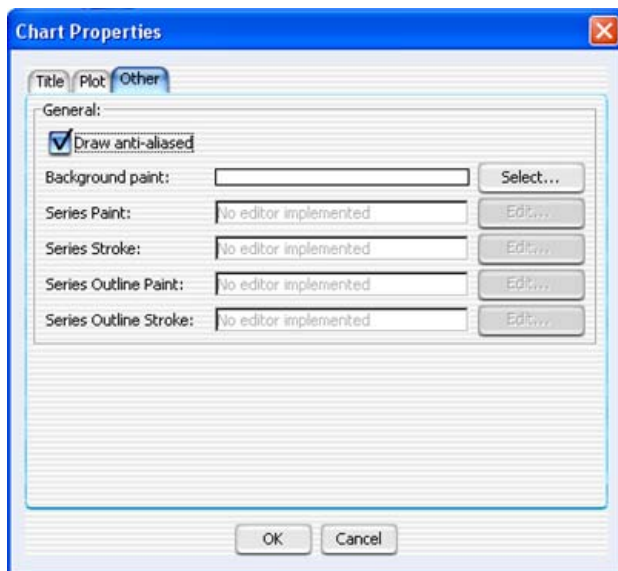 Chart Properties
Title Plot Other
General:
Draw anti-aliased
Background paint: Select...
Series Paint: No editor implemented Edit...
Series Stroke: No editor implemented Edit...
Series Outline Paint: No editor implemented Edit...
Series Outline Stroke: No editor implemented Edit...
OK Cancel